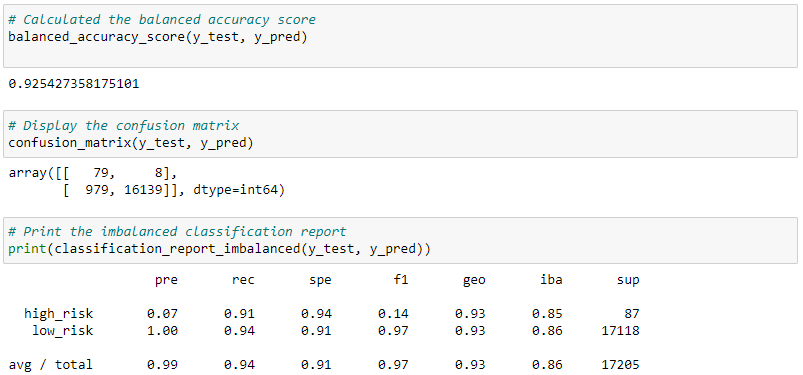 # Calculated the balanced accuracy score
balanced_accuracy_score(y_test, y_pred)
0.925427358175101
# Display the confusion matrix
confusion_matrix(y_test, y_pred)
array([[   79,     8],
       [  979, 16139]], dtype=int64)
# Print the imbalanced classification report
print(classification_report_imbalanced(y_test, y_pred))
                   pre       rec       spe        f1       geo       iba       sup
  high_risk       0.07      0.91      0.94      0.14      0.93      0.85        87
   low_risk       1.00      0.94      0.91      0.97      0.93      0.86     17118
avg / total       0.99      0.94      0.91      0.97      0.93      0.86     17205